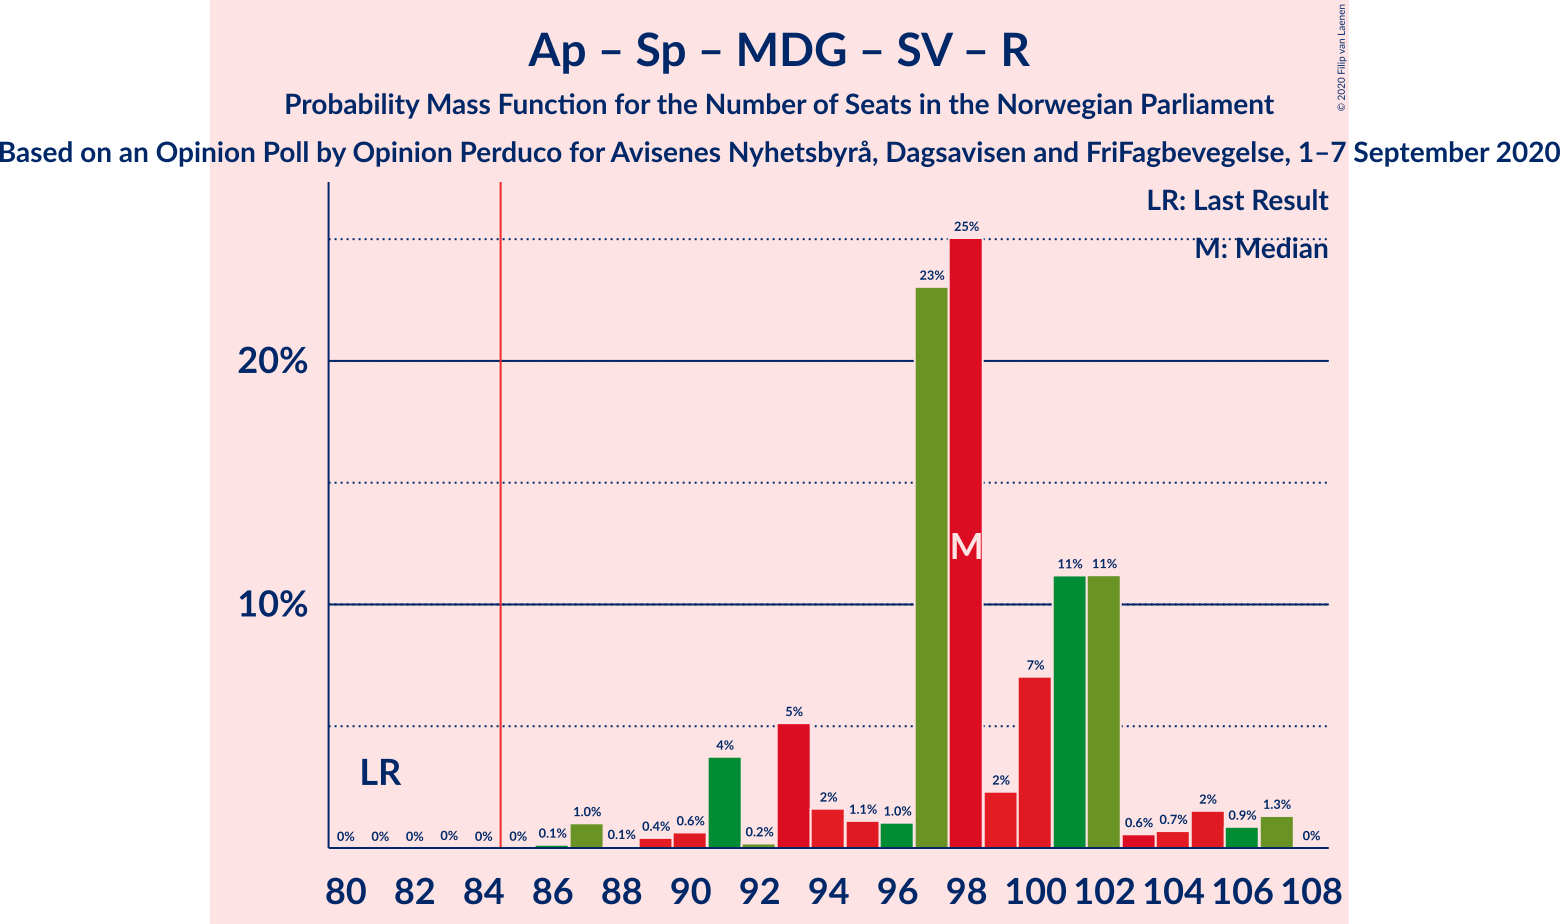 Ap – Sp – MDG – SV – R
Probability Mass Function for the Number of Seats in the Norwegian Parliament
Based on an Opinion Poll by Opinion Perduco for Avisenes Nyhetsbyrå, Dagsavisen and FriFagbevegelse, 1–7 September 2020
© 2020 Filip van Laenen
LR: Last Result
M: Median
25%
23%
20%
M
11% 11%
10%
7%
5%
4%
LR
2%
2%
2%
0% 0% 0% 0% 0% 0% 0.1% 1.0% 0.1% 0.4% 0.6% 0.2% 1.1% 1.0% 0.6% 0.7% 0.9% 1.3% 0%
80 82 84 86 88 90 92 94 96 98 100 102 104 106 108